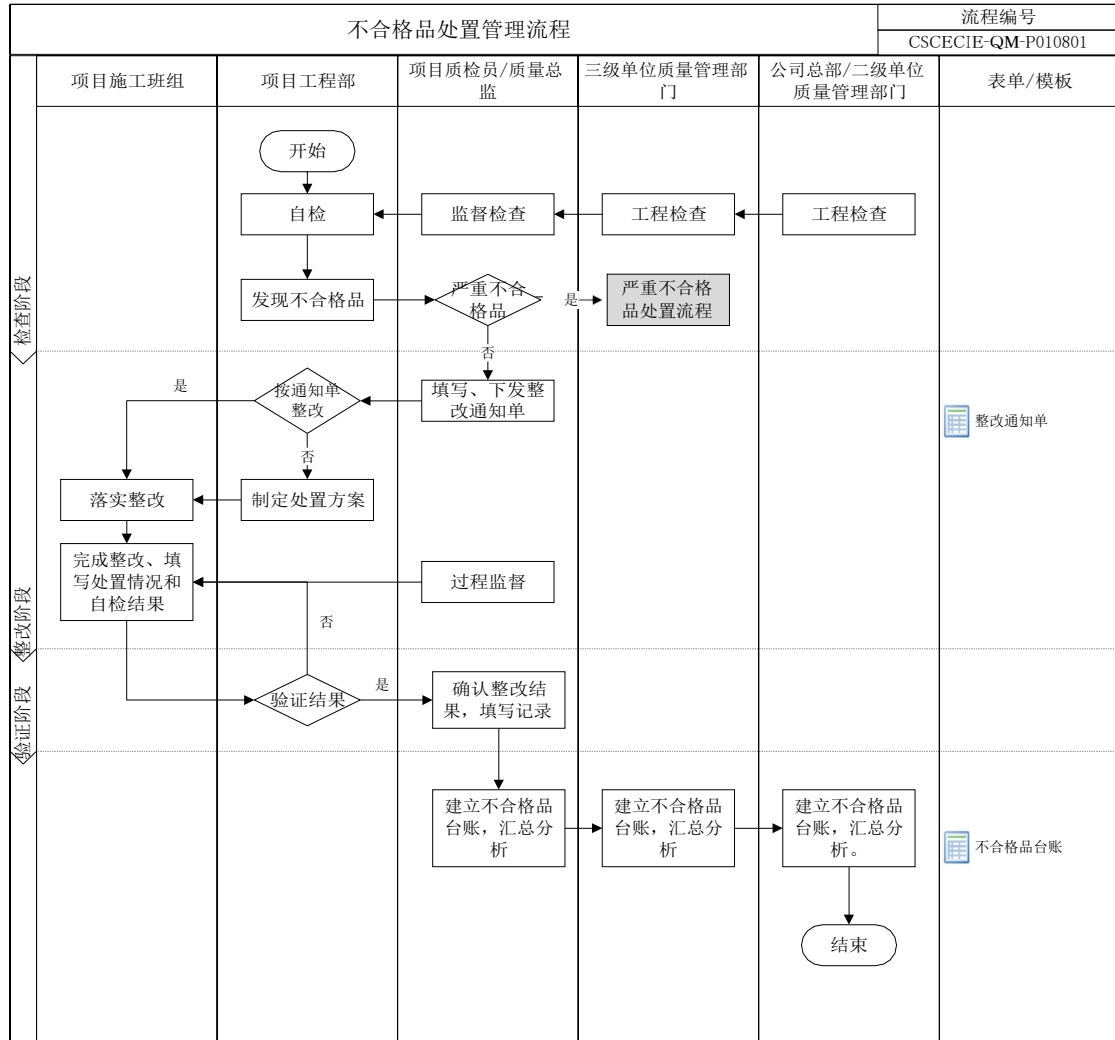 不合格品处置管理流程
流程编号
CSCECIE-QM-P010801
项目施工班组
项目工程部
项目质检员/质量总
监
三级单位质量管理部
门
公司总部/二级单位
质量管理部门
表单/模板
开始
自检
监督检查
工程检查
工程检查
发现不合格品
严重不合
格品
是
严重不合格
品处置流程
检查阶段
否
是
按通知单
整改
填写、下发整
改通知单
整改通知单
否
落实整改
制定处置方案
完成整改、填
写处置情况和
自检结果
过程监督
否
整改阶段
验证结果
是
确认整改结
果，填写记录
验证阶段
建立不合格品
台账，汇总分
析
建立不合格品
台账，汇总分
析
建立不合格品
台账，汇总分
析。
不合格品台账
结束